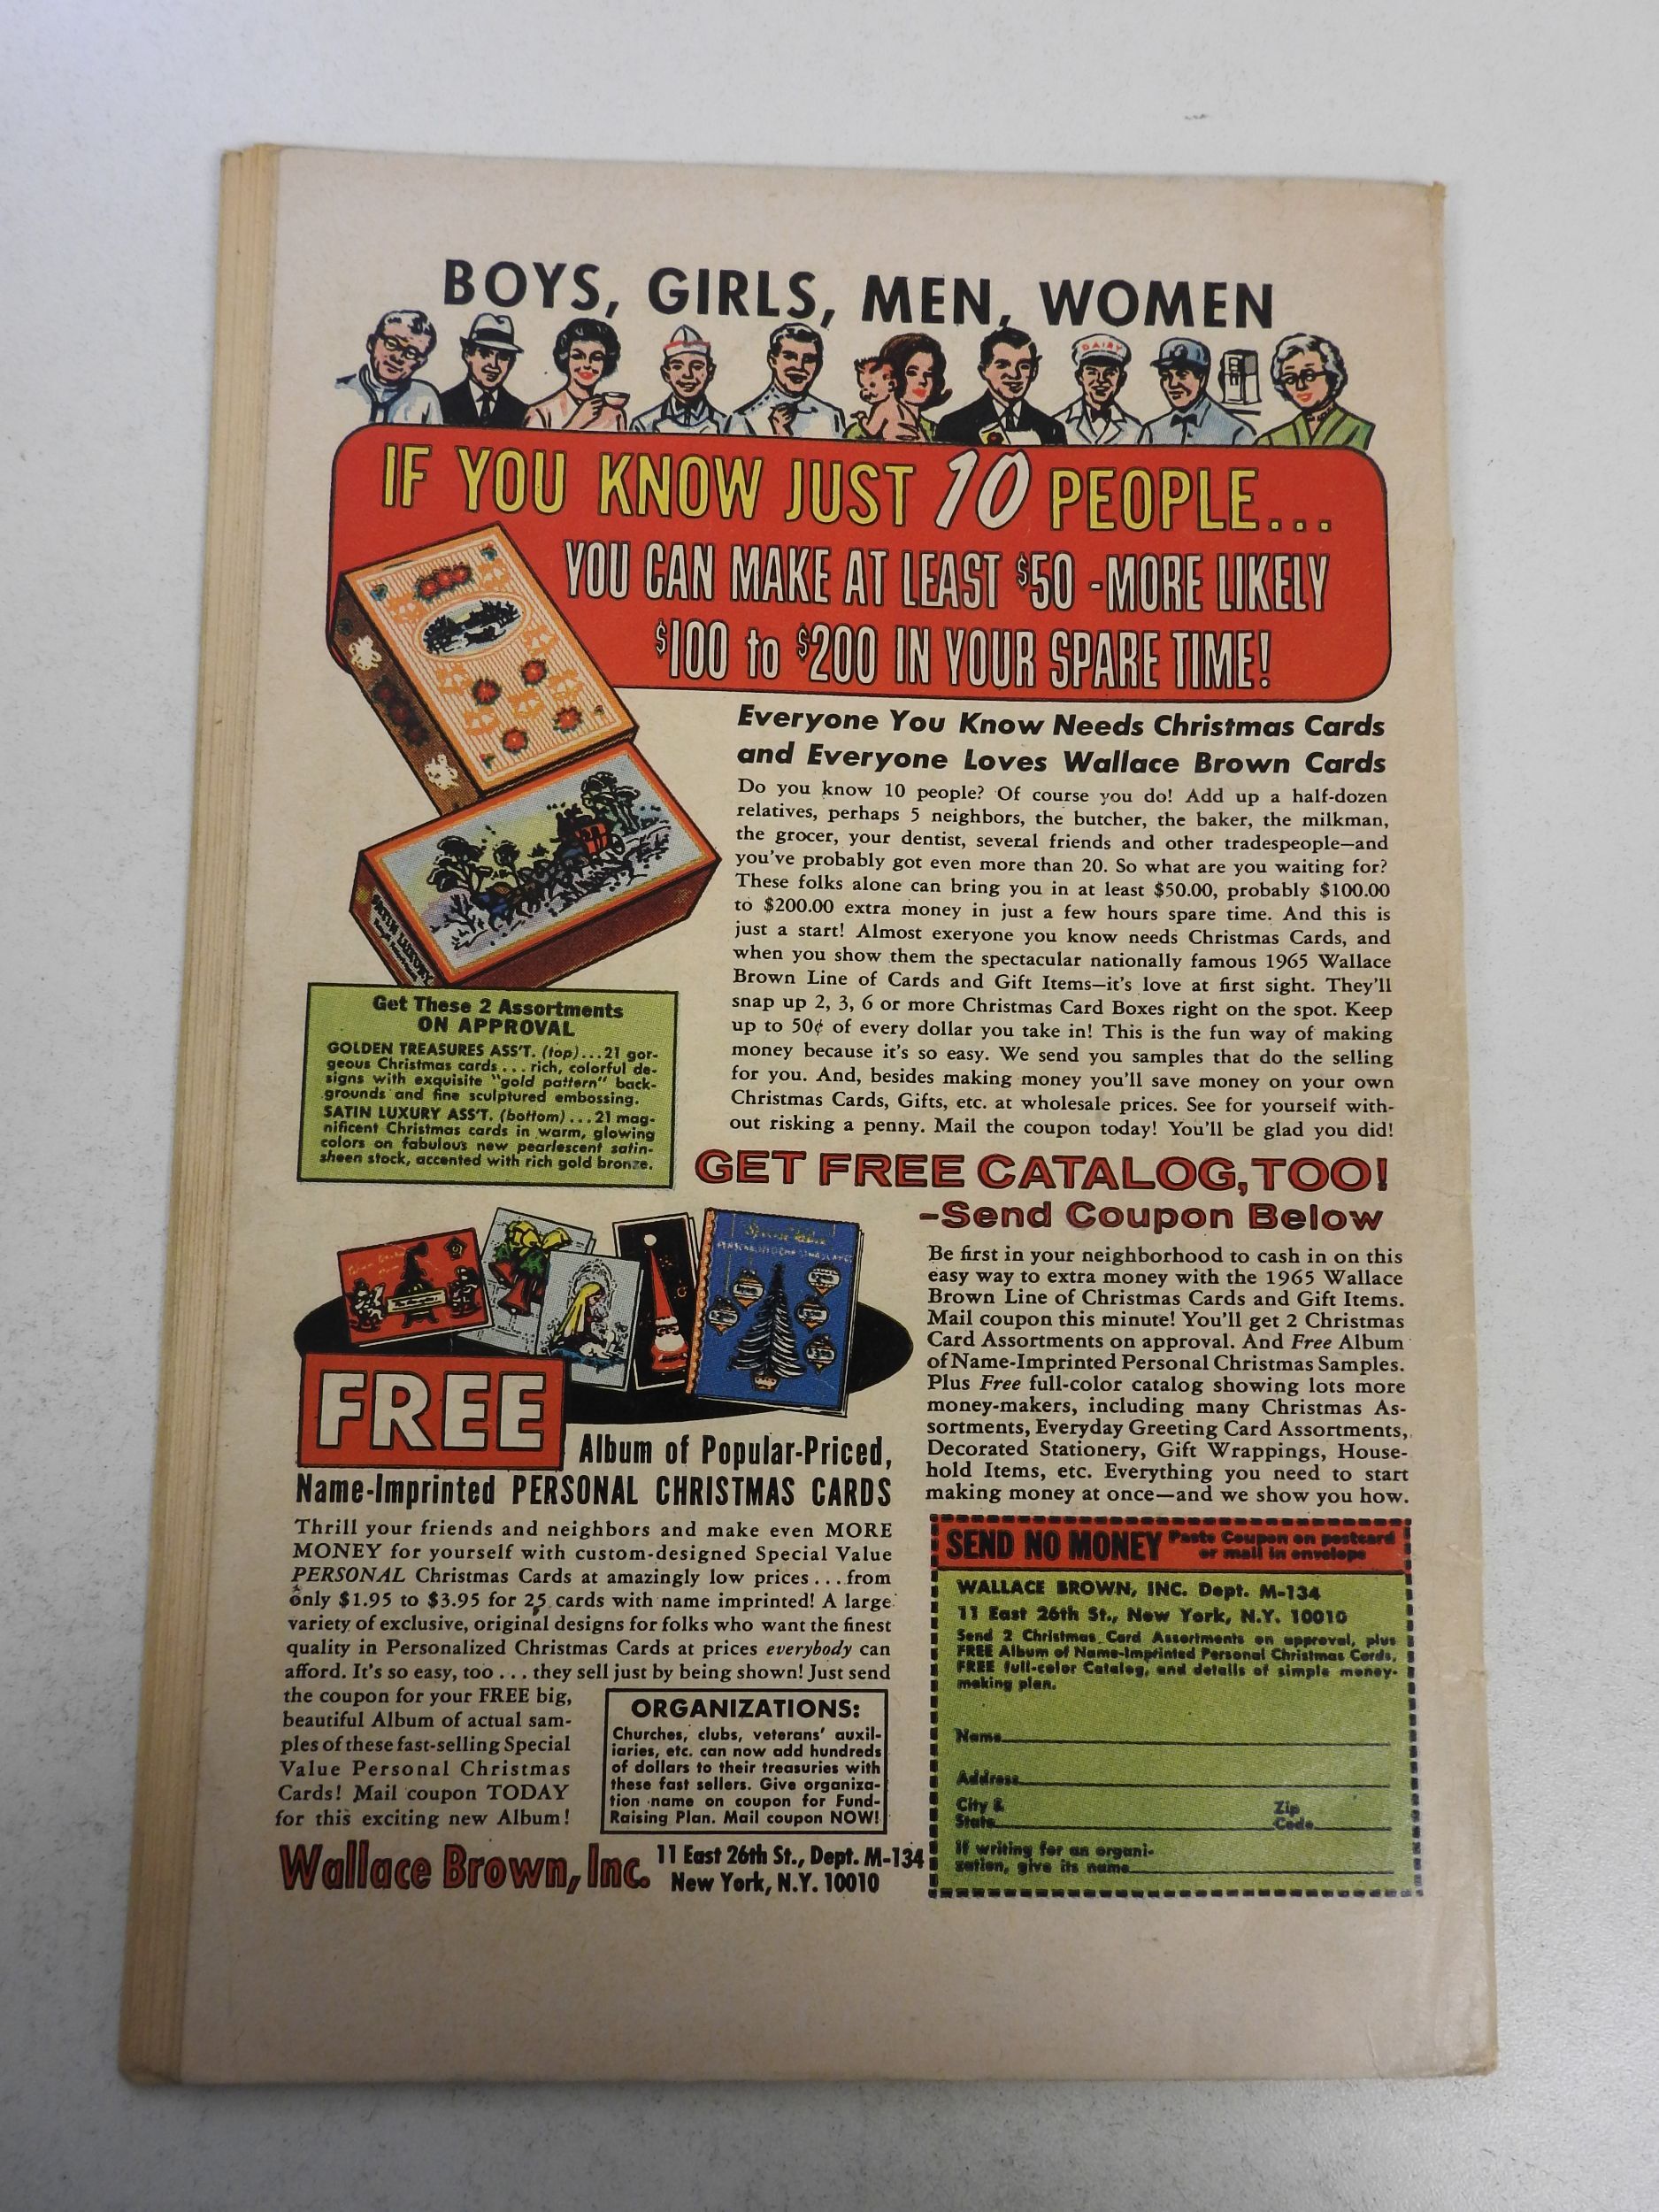 BOYS, GIRLS, MEN, WOMEN
DAIRY
IF YOU KNOW JUST 10 PEOPLE...
YOU CAN MAKE AT LEAST $50 - MORE LIKELY
$100 to $200 IN YOUR SPARE TIME!
Everyone You Know Needs Christmas Cards
and Everyone Loves Wallace Brown Cards
Do you know 10 people? Of course you do! Add up a half-dozen
relatives, perhaps 5 neighbors, the butcher, the baker, the milkman,
the grocer, your dentist, several friends and other tradespeople—and
you've probably got even more than 20. So what are you waiting for?
These folks alone can bring you in at least $50.00, probably $100.00
to $200.00 extra money in just a few hours spare time. And this is
just a start! Almost exeryone you know needs Christmas Cards, and
when you show them the spectacular nationally famous 1965 Wallace
Brown Line of Cards and Gift Items—it's love at first sight. They'll
snap up 2, 3, 6 or more Christmas Card Boxes right on the spot. Keep
up to 50¢ of every dollar you take in! This is the fun way of making
money because it's so easy. We send you samples that do the selling
for you. And, besides making money you'll save money on your own
Christmas Cards, Gifts, etc. at wholesale prices. See for yourself with-
out risking a penny. Mail the coupon today! You'll be glad you did!
SATIN LUXURY
Get These 2 Assortments
ON APPROVAL
GOLDEN TREASURES ASS'T. (top)...21 gor-
geous Christmas cards...rich, colorful de-
signs with exquisite "gold pattern" back-
grounds and fine sculptured embossing.
SATIN LUXURY ASS'T. (bottom)...21 mag-
nificent Christmas cards in warm, glowing
colors on fabulous new pearlescent satin-
sheen stock, accented with rich gold bronze.
GET FREE CATALOG, TOO!
-Send Coupon Below
Be first in your neighborhood to cash in on this
easy way to extra money with the 1965 Wallace
Brown Line of Christmas Cards and Gift Items.
Mail coupon this minute! You'll get 2 Christmas
Card Assortments on approval. And Free Album
of Name-Imprinted Personal Christmas Samples.
Plus Free full-color catalog showing lots more
money-makers, including many Christmas As-
sortments, Everyday Greeting Card Assortments,
Decorated Stationery, Gift Wrappings, House-
hold Items, etc. Everything you need to start
making money at once—and we show you how.
Special Value
FREE
Album of Popular-Priced,
Name-Imprinted PERSONAL CHRISTMAS CARDS
Thrill your friends and neighbors and make even MORE
MONEY for yourself with custom-designed Special Value
PERSONAL Christmas Cards at amazingly low prices...from
only $1.95 to $3.95 for 25 cards with name imprinted! A large
variety of exclusive, original designs for folks who want the finest
quality in Personalized Christmas Cards at prices everybody can
afford. It's so easy, too...they sell just by being shown! Just send
the coupon for your FREE big,
beautiful Album of actual sam-
ples of these fast-selling Special
Value Personal Christmas
Cards! Mail coupon TODAY
for this exciting new Album!
ORGANIZATIONS:
Churches, clubs, veterans' auxil-
iaries, etc. can now add hundreds
of dollars to their treasuries with
these fast sellers. Give organiza-
tion name on coupon for Fund-
Raising Plan. Mail coupon NOW!
Wallace Brown, Inc.
11 East 26th St., Dept. M-134
New York, N.Y. 10010
SEND NO MONEY Paste Coupon on postcard
or mail in envelope
WALLACE BROWN, INC. Dept. M-134
11 East 26th St., New York, N.Y. 10010
Send 2 Christmas Card Assortments on approval, plus
FREE Album of Name-Imprinted Personal Christmas Cards,
FREE full-color Catalog, and details of simple money-
making plan.
Name
Address
City &
State
Zip
Code
If writing for an organi-
zation, give its name